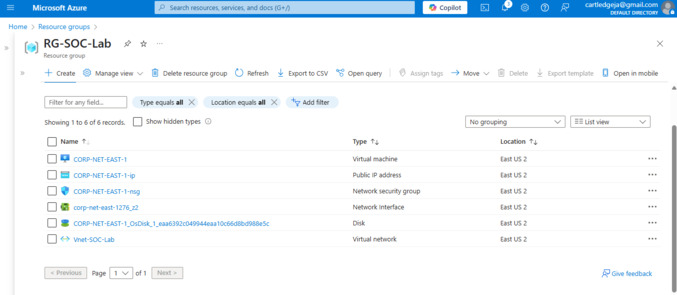 Microsoft Azure
Search resources, services, and docs (G+/)
Copilot
cartledgeja@gmail.com
DEFAULT DIRECTORY
Home > Resource groups >
RG-SOC-Lab
Resource group
Create
Manage view
Delete resource group
Refresh
Export to CSV
Open query
Assign tags
Move
Delete
Export template
Open in mobile
Filter for any field...
Type equals all
Location equals all
Add filter
Showing 1 to 6 of 6 records.
Show hidden types
No grouping
List view
Name
Type
Location
CORP-NET-EAST-1 Virtual machine East US 2
CORP-NET-EAST-1-ip Public IP address East US 2
CORP-NET-EAST-1-nsg Network security group East US 2
corp-net-east-1276_z2 Network Interface East US 2
CORP-NET-EAST-1_OsDisk_1_eaa6392c049944eaa10c66d8bd988e5c Disk East US 2
Vnet-SOC-Lab Virtual network East US 2
< Previous Page 1 of 1 Next >
Give feedback